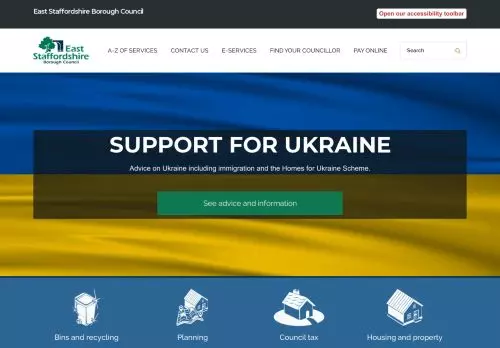 East Staffordshire Borough Council
Open our accessibility toolbar
East
Staffordshire
Borough Council
A-Z OF SERVICES
CONTACT US
E-SERVICES
FIND YOUR COUNCILLOR
PAY ONLINE
Search
SUPPORT FOR UKRAINE
Advice on Ukraine including immigration and the Homes for Ukraine Scheme.
See advice and information
Bins and recycling
Planning
Council tax
Housing and property